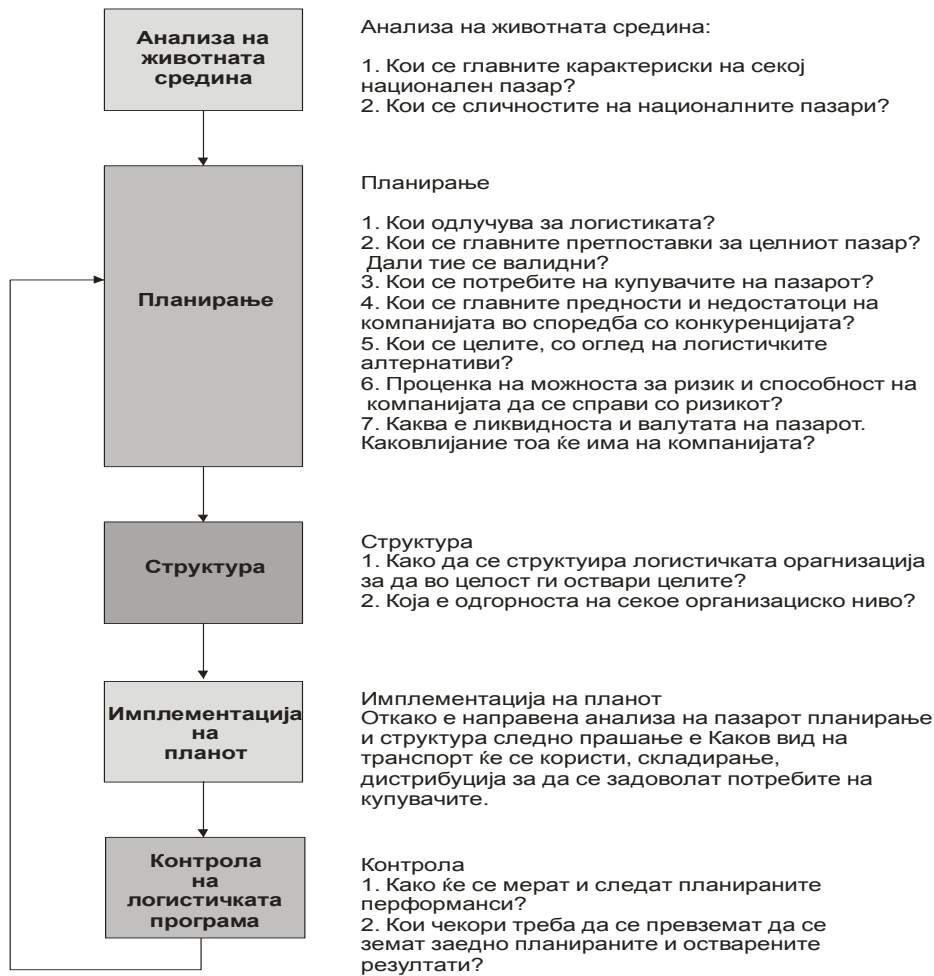 Анализа на
животната
средина
Анализа на животната средина:
1. Кои се главните карактериски на секој
национален пазар?
2. Кои се сличностите на националните пазари?
Планирање
Планирање
1. Кои одлучува за логистиката?
2. Кои се главните претпоставки за целниот пазар?
Дали тие се валидни?
3. Кои се потребите на купувачите на пазарот?
4. Кои се главните предности и недостатоци на
компанијата во споредба со конкуренцијата?
5. Кои се целите, со оглед на логистичките
алтернативи?
6. Проценка на можноста за ризик и способност на
компанијата да се справи со ризикот?
7. Каква е ликвидноста и валутата на пазарот.
Каковлијание тоа ќе има на компанијата?
Структура
Структура
1. Како да се структуира логистичката орагнизација
за да во целост ги оствари целите?
2. Која е одгорноста на секое организациско ниво?
Имплементација
на
планот
Имплементација на планот
Откако е направена анализа на пазарот планирање
и структура следно прашање е Каков вид на
транспорт ќе се користи, складирање,
дистрибуција за да се задоволат потребите на
купувачите.
Контрола
на
логистичката
програма
Контрола
1. Како ќе се мерат и следат планираните
перформанси?
2. Кои чекори треба да се превземат да се
земат заедно планираните и остварените
резултати?